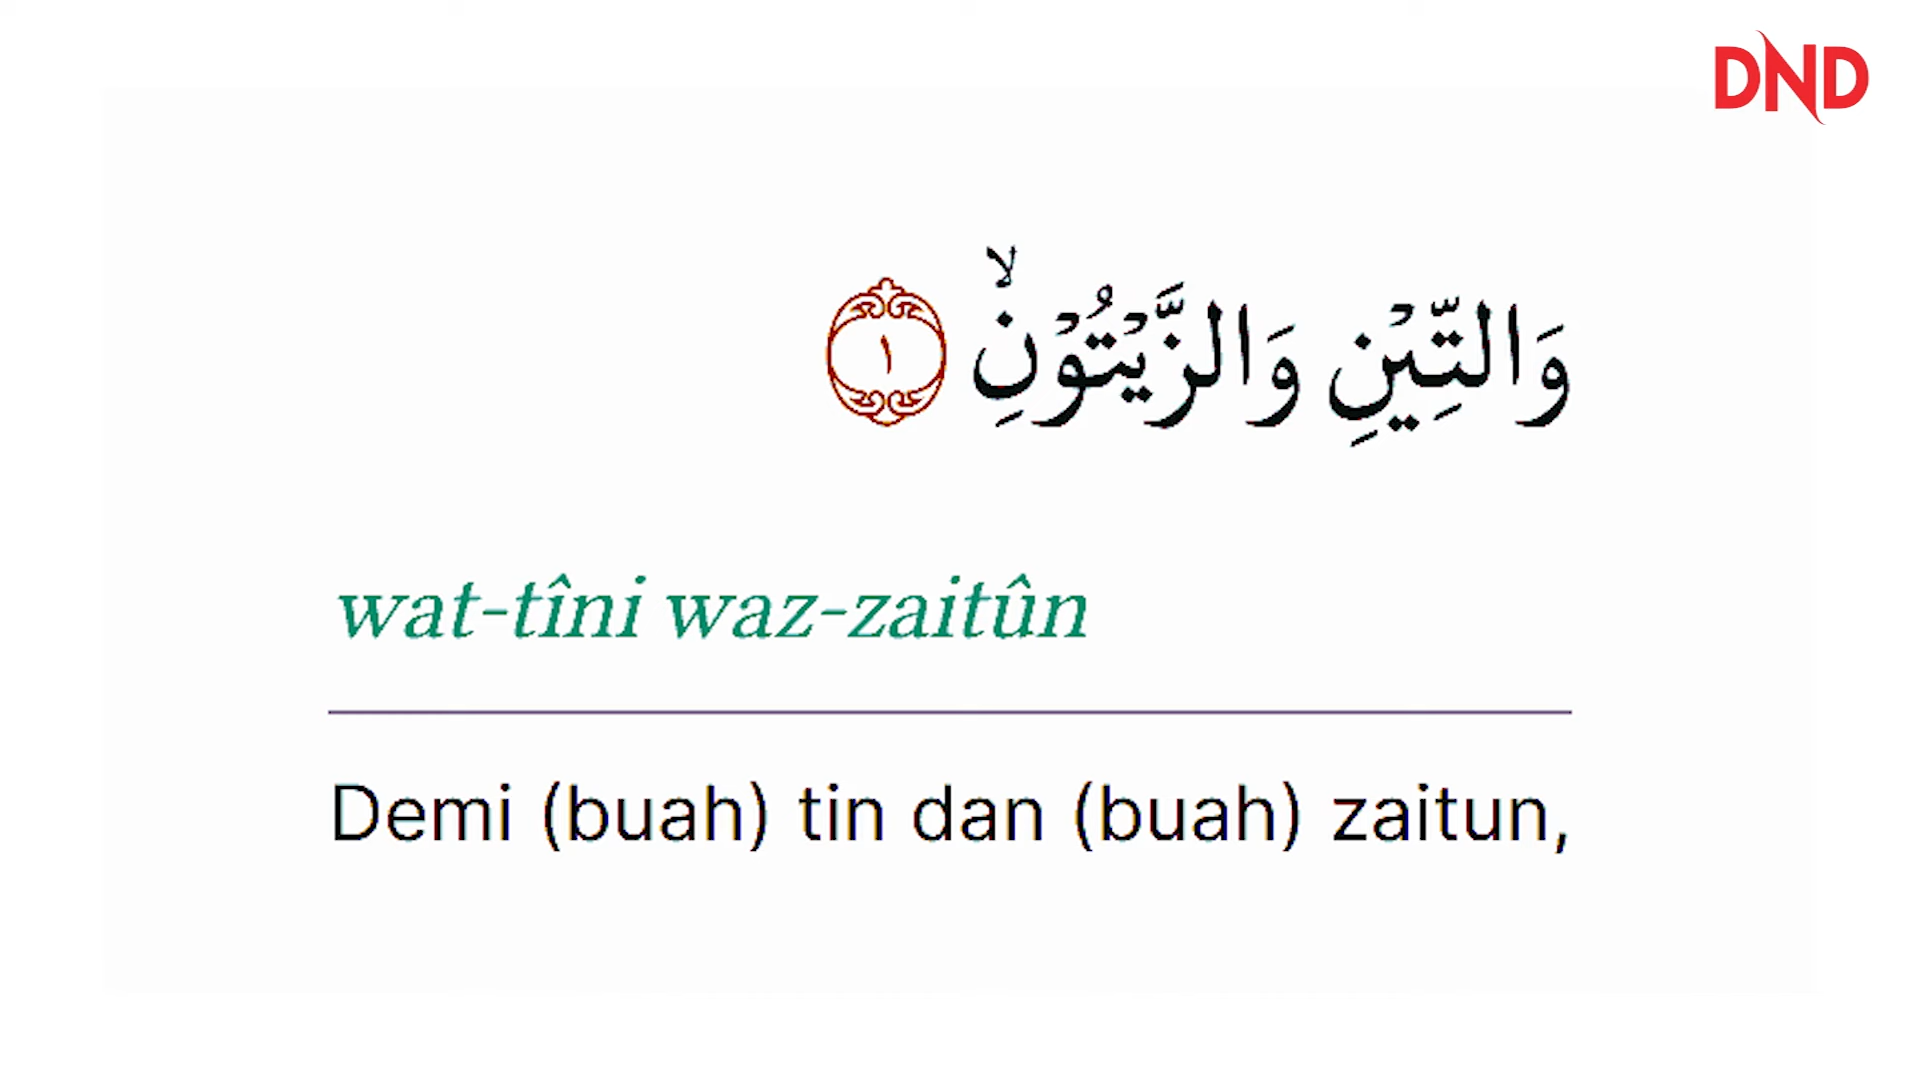 DND
وَالتِّيْنِ وَالزَّيْتُوْنِۙ ١
wat-tîni waz-zaitûn
Demi (buah) tin dan (buah) zaitun,